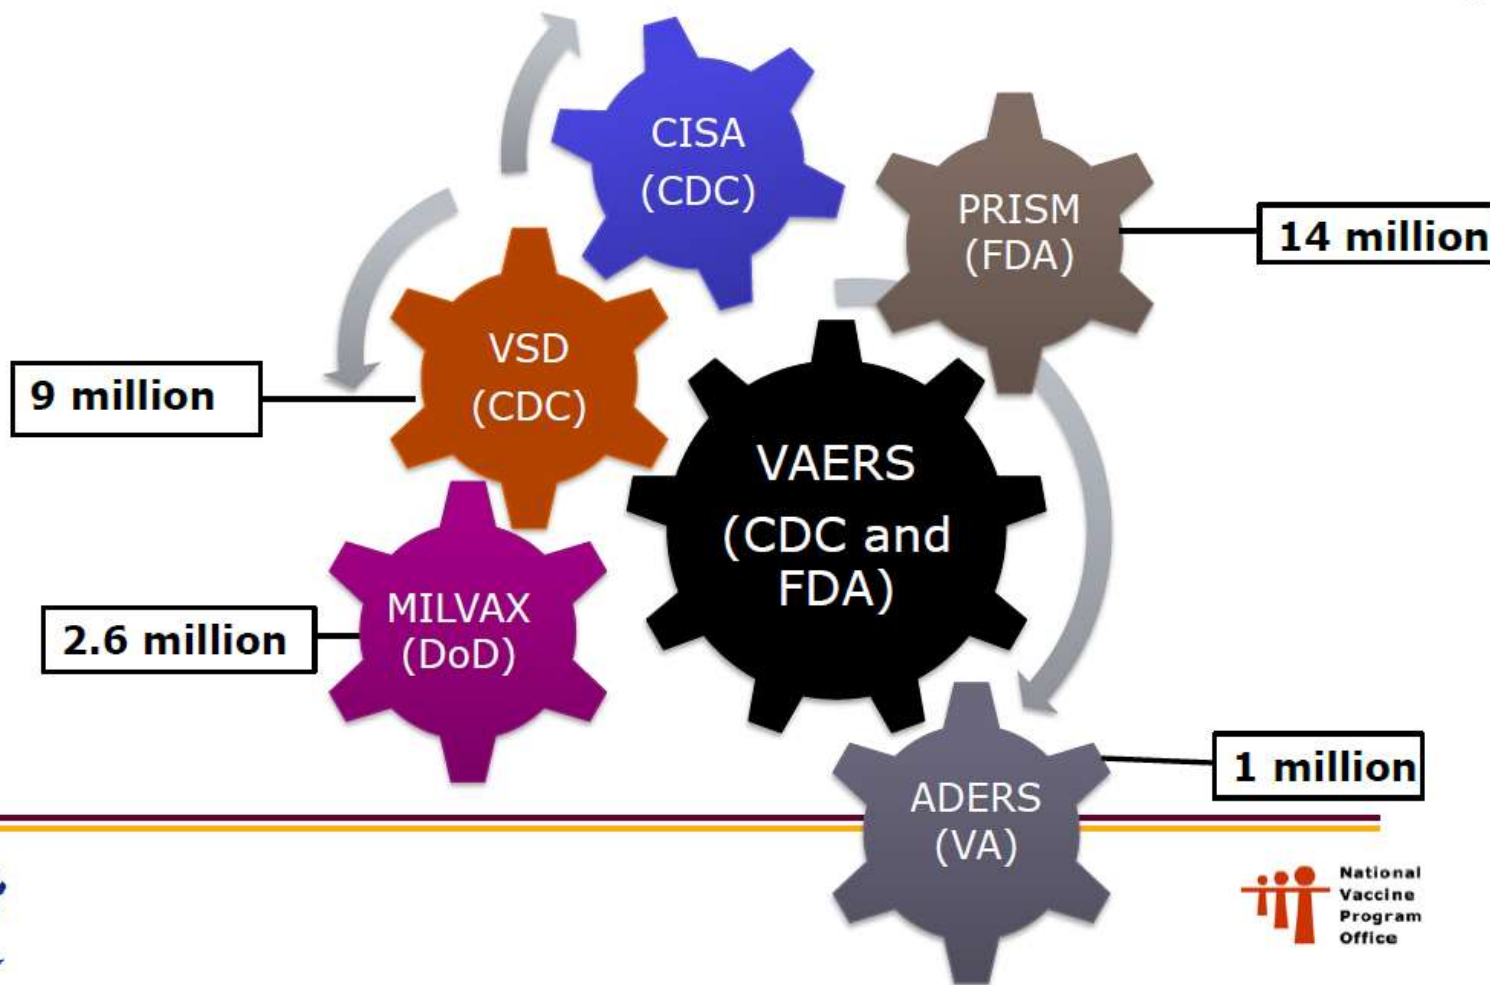 CISA
(CDC)
PRISM
(FDA)
14 million
VSD
(CDC)
9 million
VAERS
(CDC and
FDA)
MILVAX
(DoD)
2.6 million
1 million
ADERS
(VA)
National
Vaccine
Program
Office